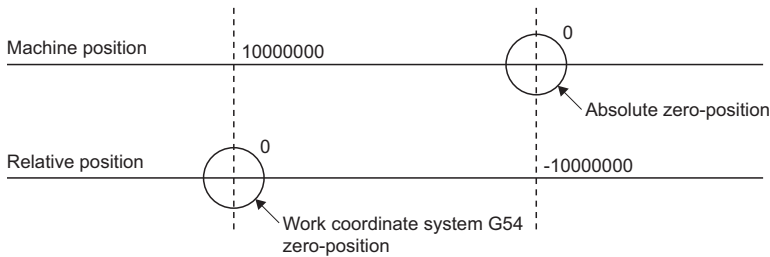 0
Machine position
10000000
Absolute zero-position
0
Relative position
-10000000
Work coordinate system G54
zero-position